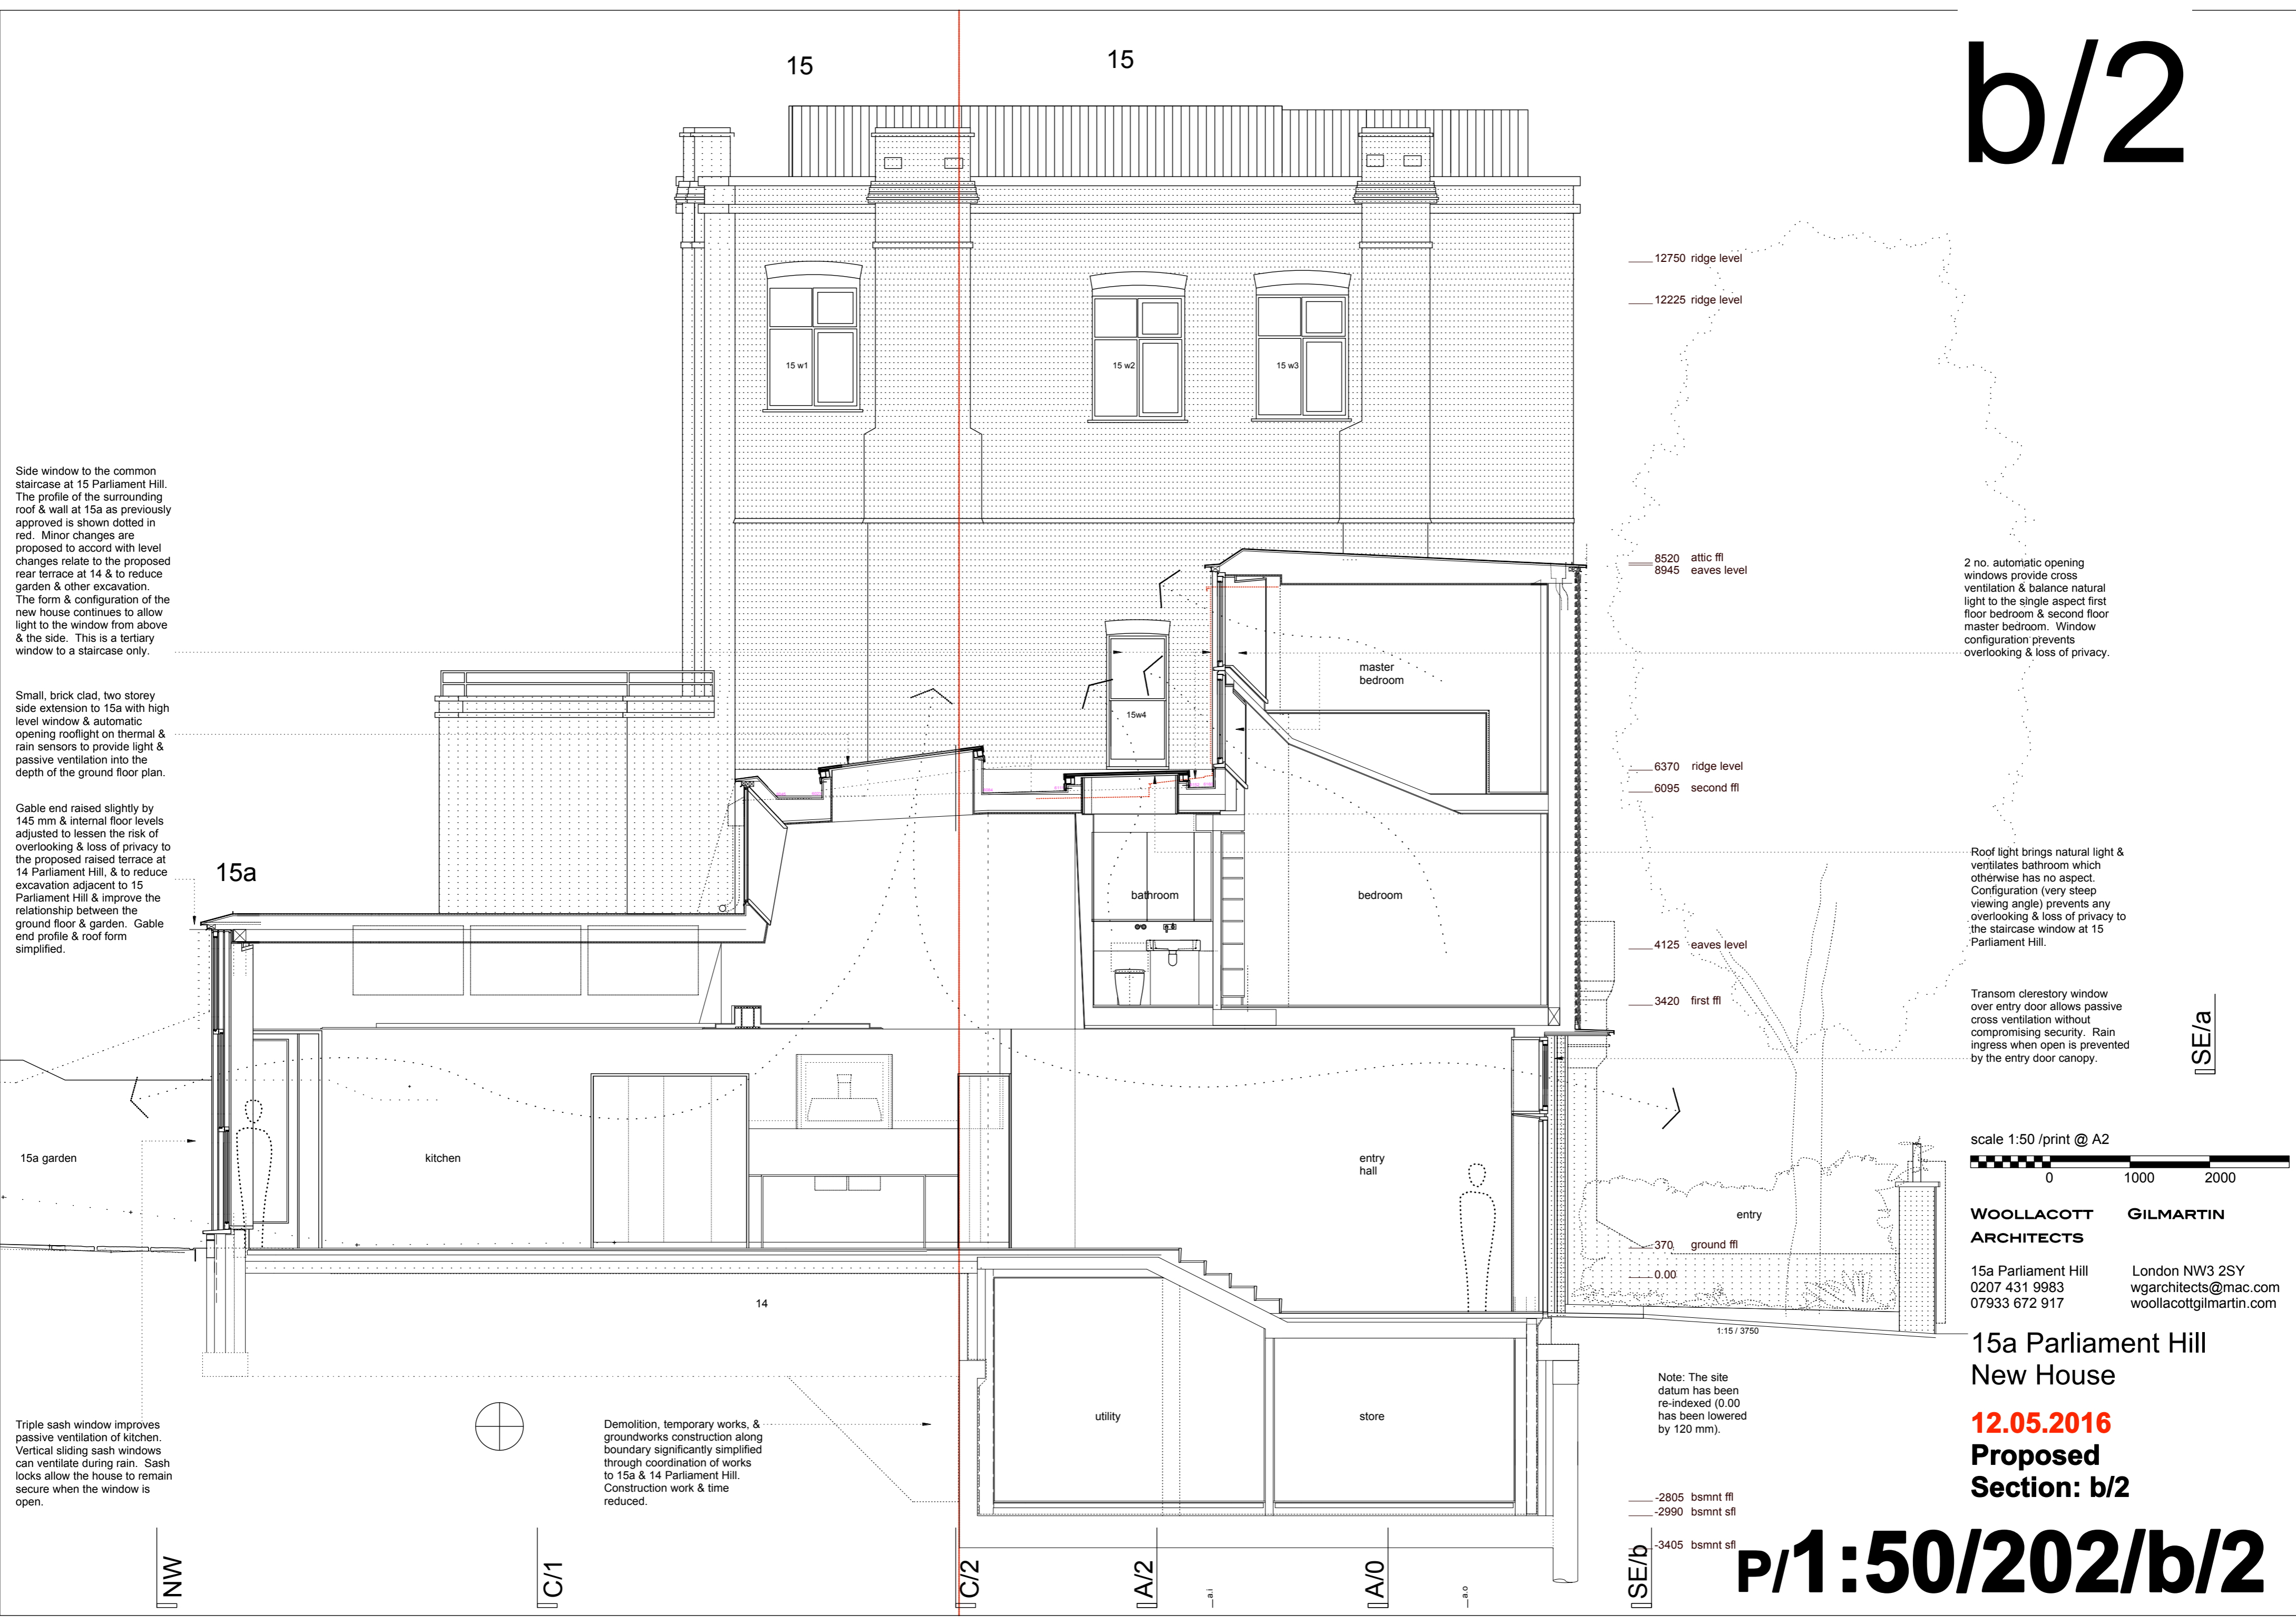 b/2
15
15
12750 ridge level
12225 ridge level
15 w1
15 w2
15 w3
Side window to the common
staircase at 15 Parliament Hill.
The profile of the surrounding
roof & wall at 15a as previously
approved is shown dotted in
red. Minor changes are
proposed to accord with level
changes relate to the proposed
rear terrace at 14 & to reduce
garden & other excavation.
The form & configuration of the
new house continues to allow
light to the window from above
& the side. This is a tertiary
window to a staircase only.
Small, brick clad, two storey
side extension to 15a with high
level window & automatic
opening rooflight on thermal &
rain sensors to provide light &
passive ventilation into the
depth of the ground floor plan.
Gable end raised slightly by
145 mm & internal floor levels
adjusted to lessen the risk of
overlooking & loss of privacy to
the proposed raised terrace at
14 Parliament Hill, & to reduce
excavation adjacent to 15
Parliament Hill & improve the
relationship between the
ground floor & garden. Gable
end profile & roof form
simplified.
15a
8520 attic ffl
8945 eaves level
2 no. automatic opening
windows provide cross
ventilation & balance natural
light to the single aspect first
floor bedroom & second floor
master bedroom. Window
configuration prevents
overlooking & loss of privacy.
master
bedroom
15w4
6370 ridge level
6095 second ffl
bathroom
bedroom
Roof light brings natural light &
ventilates bathroom which
otherwise has no aspect.
Configuration (very steep
viewing angle) prevents any
overlooking & loss of privacy to
the staircase window at 15
Parliament Hill.
4125 eaves level
3420 first ffl
Transom clerestory window
over entry door allows passive
cross ventilation without
compromising security. Rain
ingress when open is prevented
by the entry door canopy.
SE/a
15a garden
kitchen
entry
hall
entry
370 ground ffl
0.00
1:15 / 3750
scale 1:50 /print @ A2
0 1000 2000
WOOLLACOTT GILMARTIN
ARCHITECTS
15a Parliament Hill London NW3 2SY
0207 431 9983 wgarchitects@mac.com
07933 672 917 woollacottgilmartin.com
15a Parliament Hill
New House
12.05.2016
Proposed
Section: b/2
14
Triple sash window improves
passive ventilation of kitchen.
Vertical sliding sash windows
can ventilate during rain. Sash
locks allow the house to remain
secure when the window is
open.
Demolition, temporary works, &
groundworks construction along
boundary significantly simplified
through coordination of works
to 15a & 14 Parliament Hill.
Construction work & time
reduced.
utility
store
Note: The site
datum has been
re-indexed (0.00
has been lowered
by 120 mm).
-2805 bsmnt ffl
-2990 bsmnt sfl
-3405 bsmnt sfl
NW
C/1
C/2
A/2
a.i
A/0
a.o
SE/b
P/1:50/202/b/2